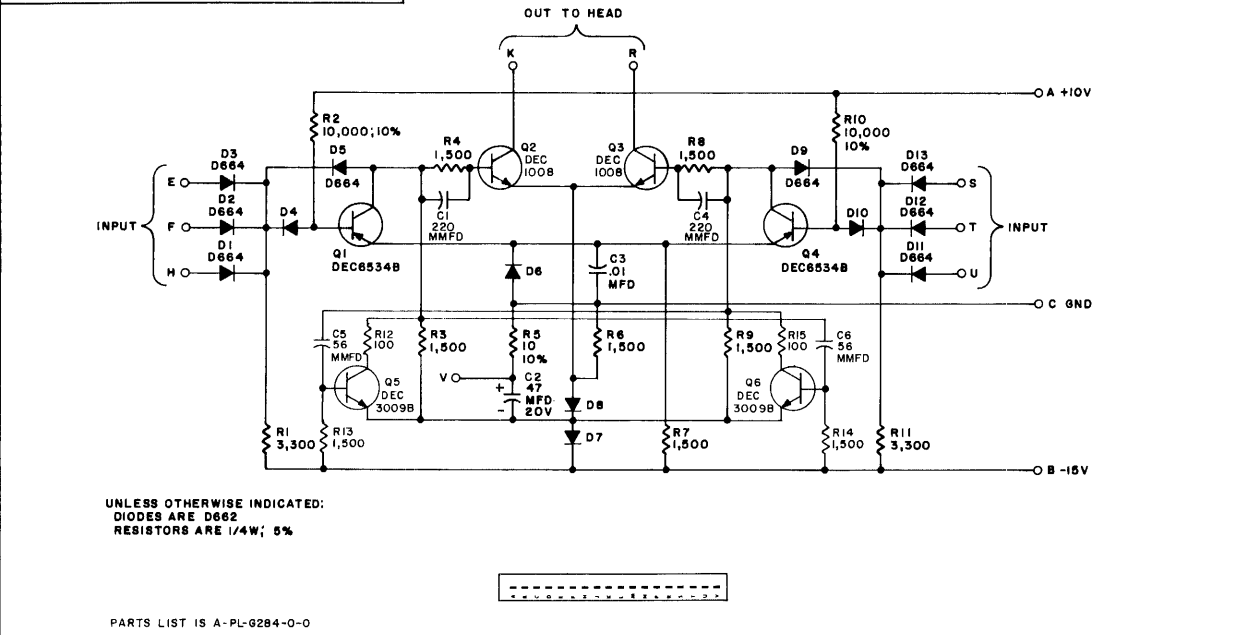 OUT TO HEAD
K
R
A +10V
R2
10,000; 10%
R10
10,000
10%
R4
1,500
Q2
DEC
1008
Q3
DEC
1008
R8
1,500
D5
D664
D9
D664
D3
D664
E
D2
D664
F
D1
D664
H
INPUT
D4
C1
220
MMFD
C4
220
MMFD
D10
D13
D664
S
D12
D664
T
D11
D664
U
INPUT
Q1
DEC6534B
Q4
DEC6534B
D6
C3
.01
MFD
C GND
C5
56
MMFD
R12
100
R3
1,500
R5
10
10%
R6
1,500
R9
1,500
R15
100
C6
56
MMFD
Q5
DEC
3009B
V
C2
47
MFD
20V
+
-
D8
Q6
DEC
3009B
R1
3,300
R13
1,500
D7
R7
1,500
R14
1,500
R11
3,300
B -15V
UNLESS OTHERWISE INDICATED:
DIODES ARE D662
RESISTORS ARE 1/4W; 5%
PARTS LIST IS A-PL-G284-0-0